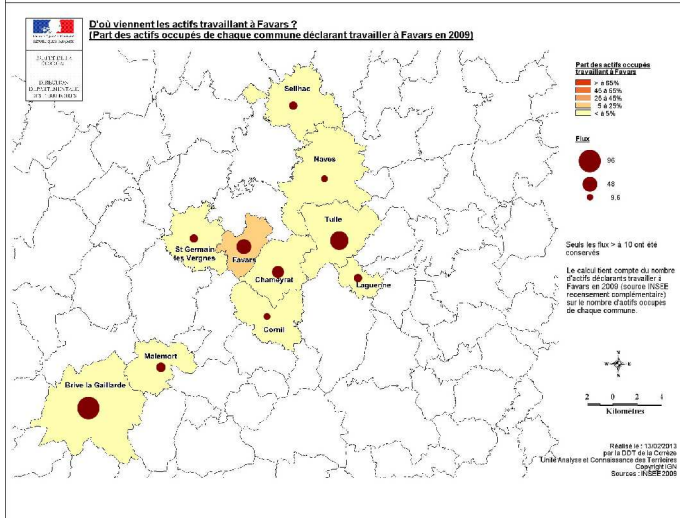 D'où viennent les actifs travaillant à Favars ?
(Part des actifs occupés de chaque commune déclarant travailler à Favars en 2009)
Part des actifs occupés
travaillant à Favars
> à 65%
45 à 65%
25 à 45%
5 à 25%
< à 5%
Flux
96
48
9,6
Seilhac
Naves
Tulle
St Germain
les Vergnes
Favars
Chameyrat
Laguenne
Cornil
Malemort
Brive la Gaillarde
Seuls les flux > à 10 ont été
conservés
Le calcul tient compte du nombre
d'actifs déclarants travailler à
Favars en 2009 (source INSEE
recensement complémentaire)
sur le nombre d'actifs occupés
de chaque commune.
N
E
S
2 0 2 4
Kilomètres
Réalisé le : 13/02/2013
par la DDT de la Corrèze
Unité Analyse et Connaissance des Territoires
Copyright IGN
Sources : INSEE 2009